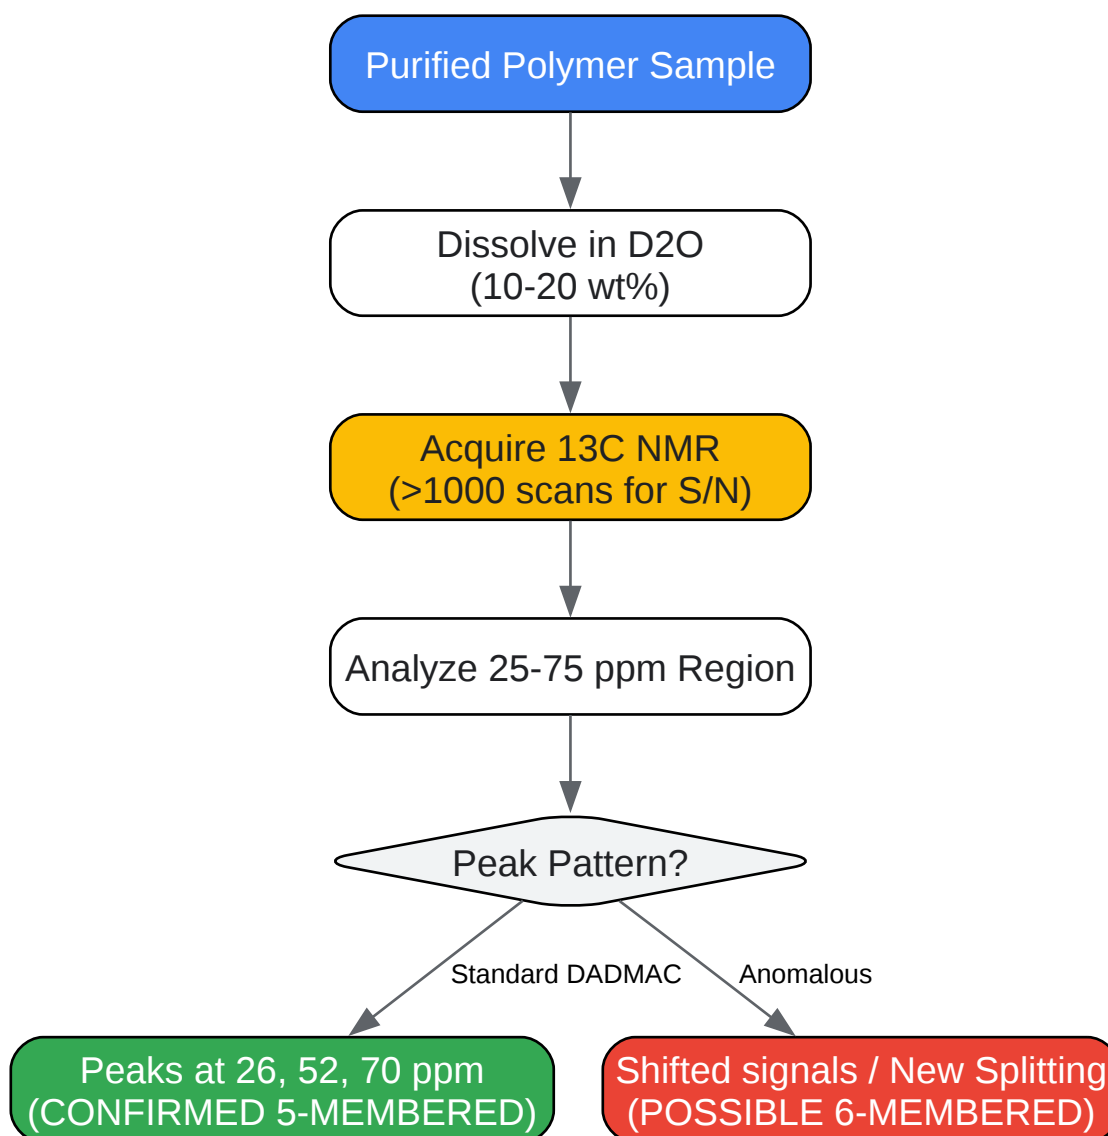 Purified Polymer Sample
Dissolve in D2O
(10-20 wt%)
Acquire 13C NMR
(>1000 scans for S/N)
Analyze 25-75 ppm Region
Peak Pattern?
Standard DADMAC
Anomalous
Peaks at 26, 52, 70 ppm
(CONFIRMED 5-MEMBERED)
Shifted signals / New Splitting
(POSSIBLE 6-MEMBERED)